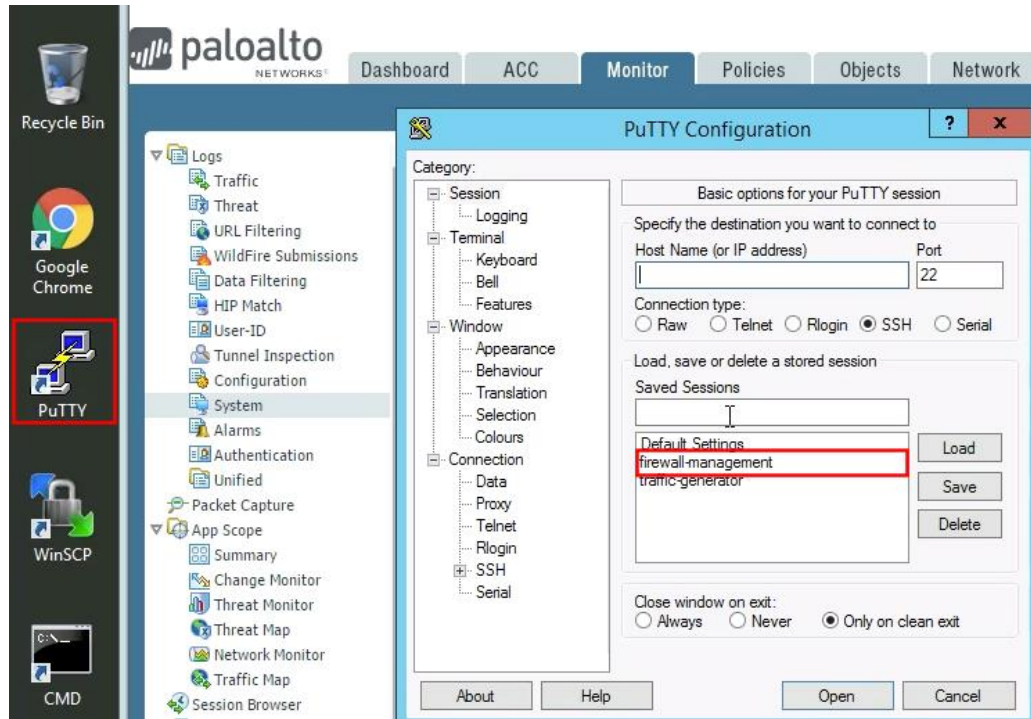 Recycle Bin
Google
Chrome
PuTTY
WinSCP
C:\_
CMD
paloalto
NETWORKS
Dashboard
ACC
Monitor
Policies
Objects
Network
Logs
Traffic
Threat
URL Filtering
WildFire Submissions
Data Filtering
HIP Match
User-ID
Tunnel Inspection
Configuration
System
Alarms
Authentication
Unified
Packet Capture
App Scope
Summary
Change Monitor
Threat Monitor
Threat Map
Network Monitor
Traffic Map
Session Browser
PuTTY Configuration
?
X
Category:
Session
Logging
Terminal
Keyboard
Bell
Features
Window
Appearance
Behaviour
Translation
Selection
Colours
Connection
Data
Proxy
Telnet
Rlogin
SSH
Serial
Basic options for your PuTTY session
Specify the destination you want to connect to
Host Name (or IP address)
Port
22
Connection type:
Raw
Telnet
Rlogin
SSH
Serial
Load, save or delete a stored session
Saved Sessions
Default Settings
firewall-management
traffic-generator
Load
Save
Delete
Close window on exit:
Always
Never
Only on clean exit
About
Help
Open
Cancel